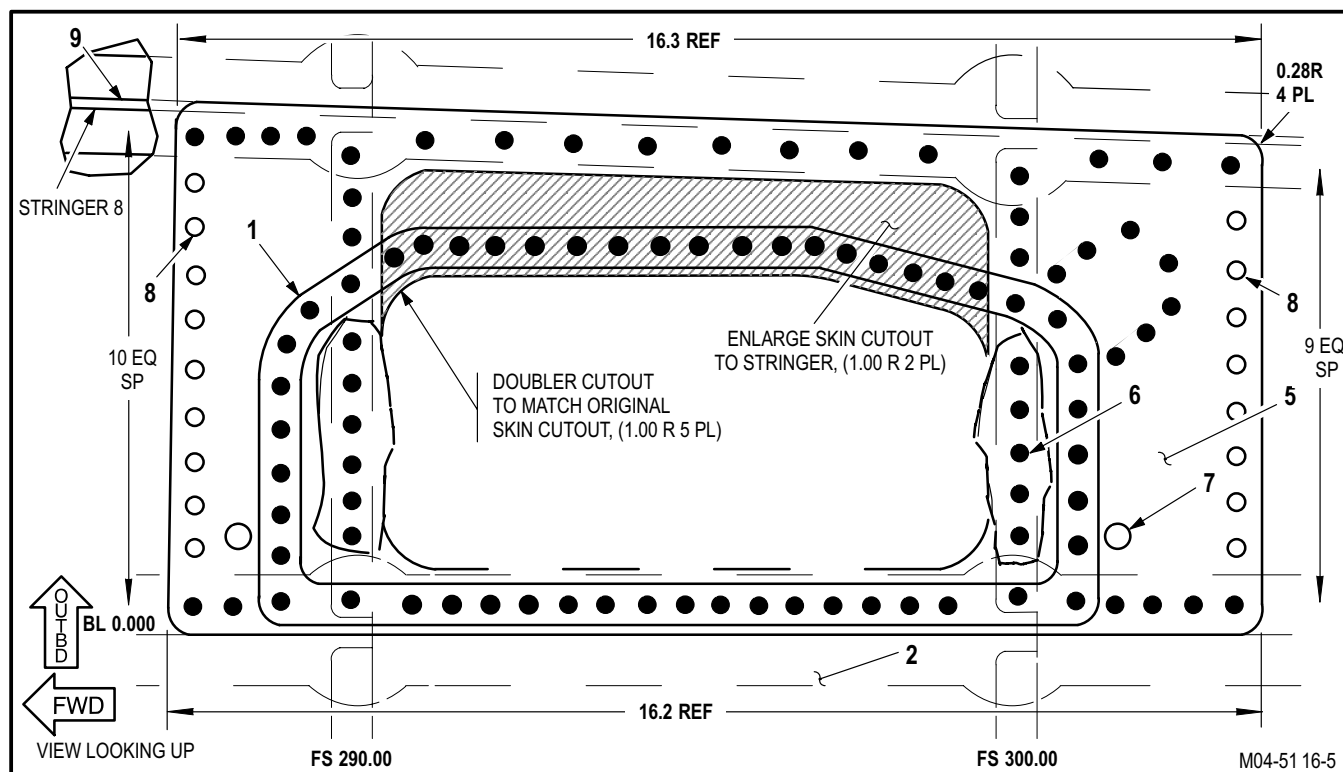 9
16.3 REF
0.28R
4 PL
STRINGER 8
1
8
8
10 EQ
SP
9 EQ
SP
ENLARGE SKIN CUTOUT
TO STRINGER, (1.00 R 2 PL)
DOUBLER CUTOUT
TO MATCH ORIGINAL
SKIN CUTOUT, (1.00 R 5 PL)
6
5
7
OUTBD
BL 0.000
2
FWD
16.2 REF
VIEW LOOKING UP
FS 290.00
FS 300.00
M04-51 16-5